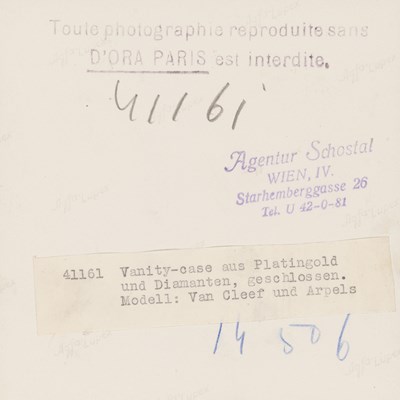 Toute photographie reproduite sans
D'ORA PARIS est interdite.
41161
Agentur Schostal
WIEN, IV.
Starhemberggasse 26
Tel. U 42-0-81
41161 Vanity-case aus Platingold
und Diamanten, geschlossen.
Modell: Van Cleef und Arpels
14 506